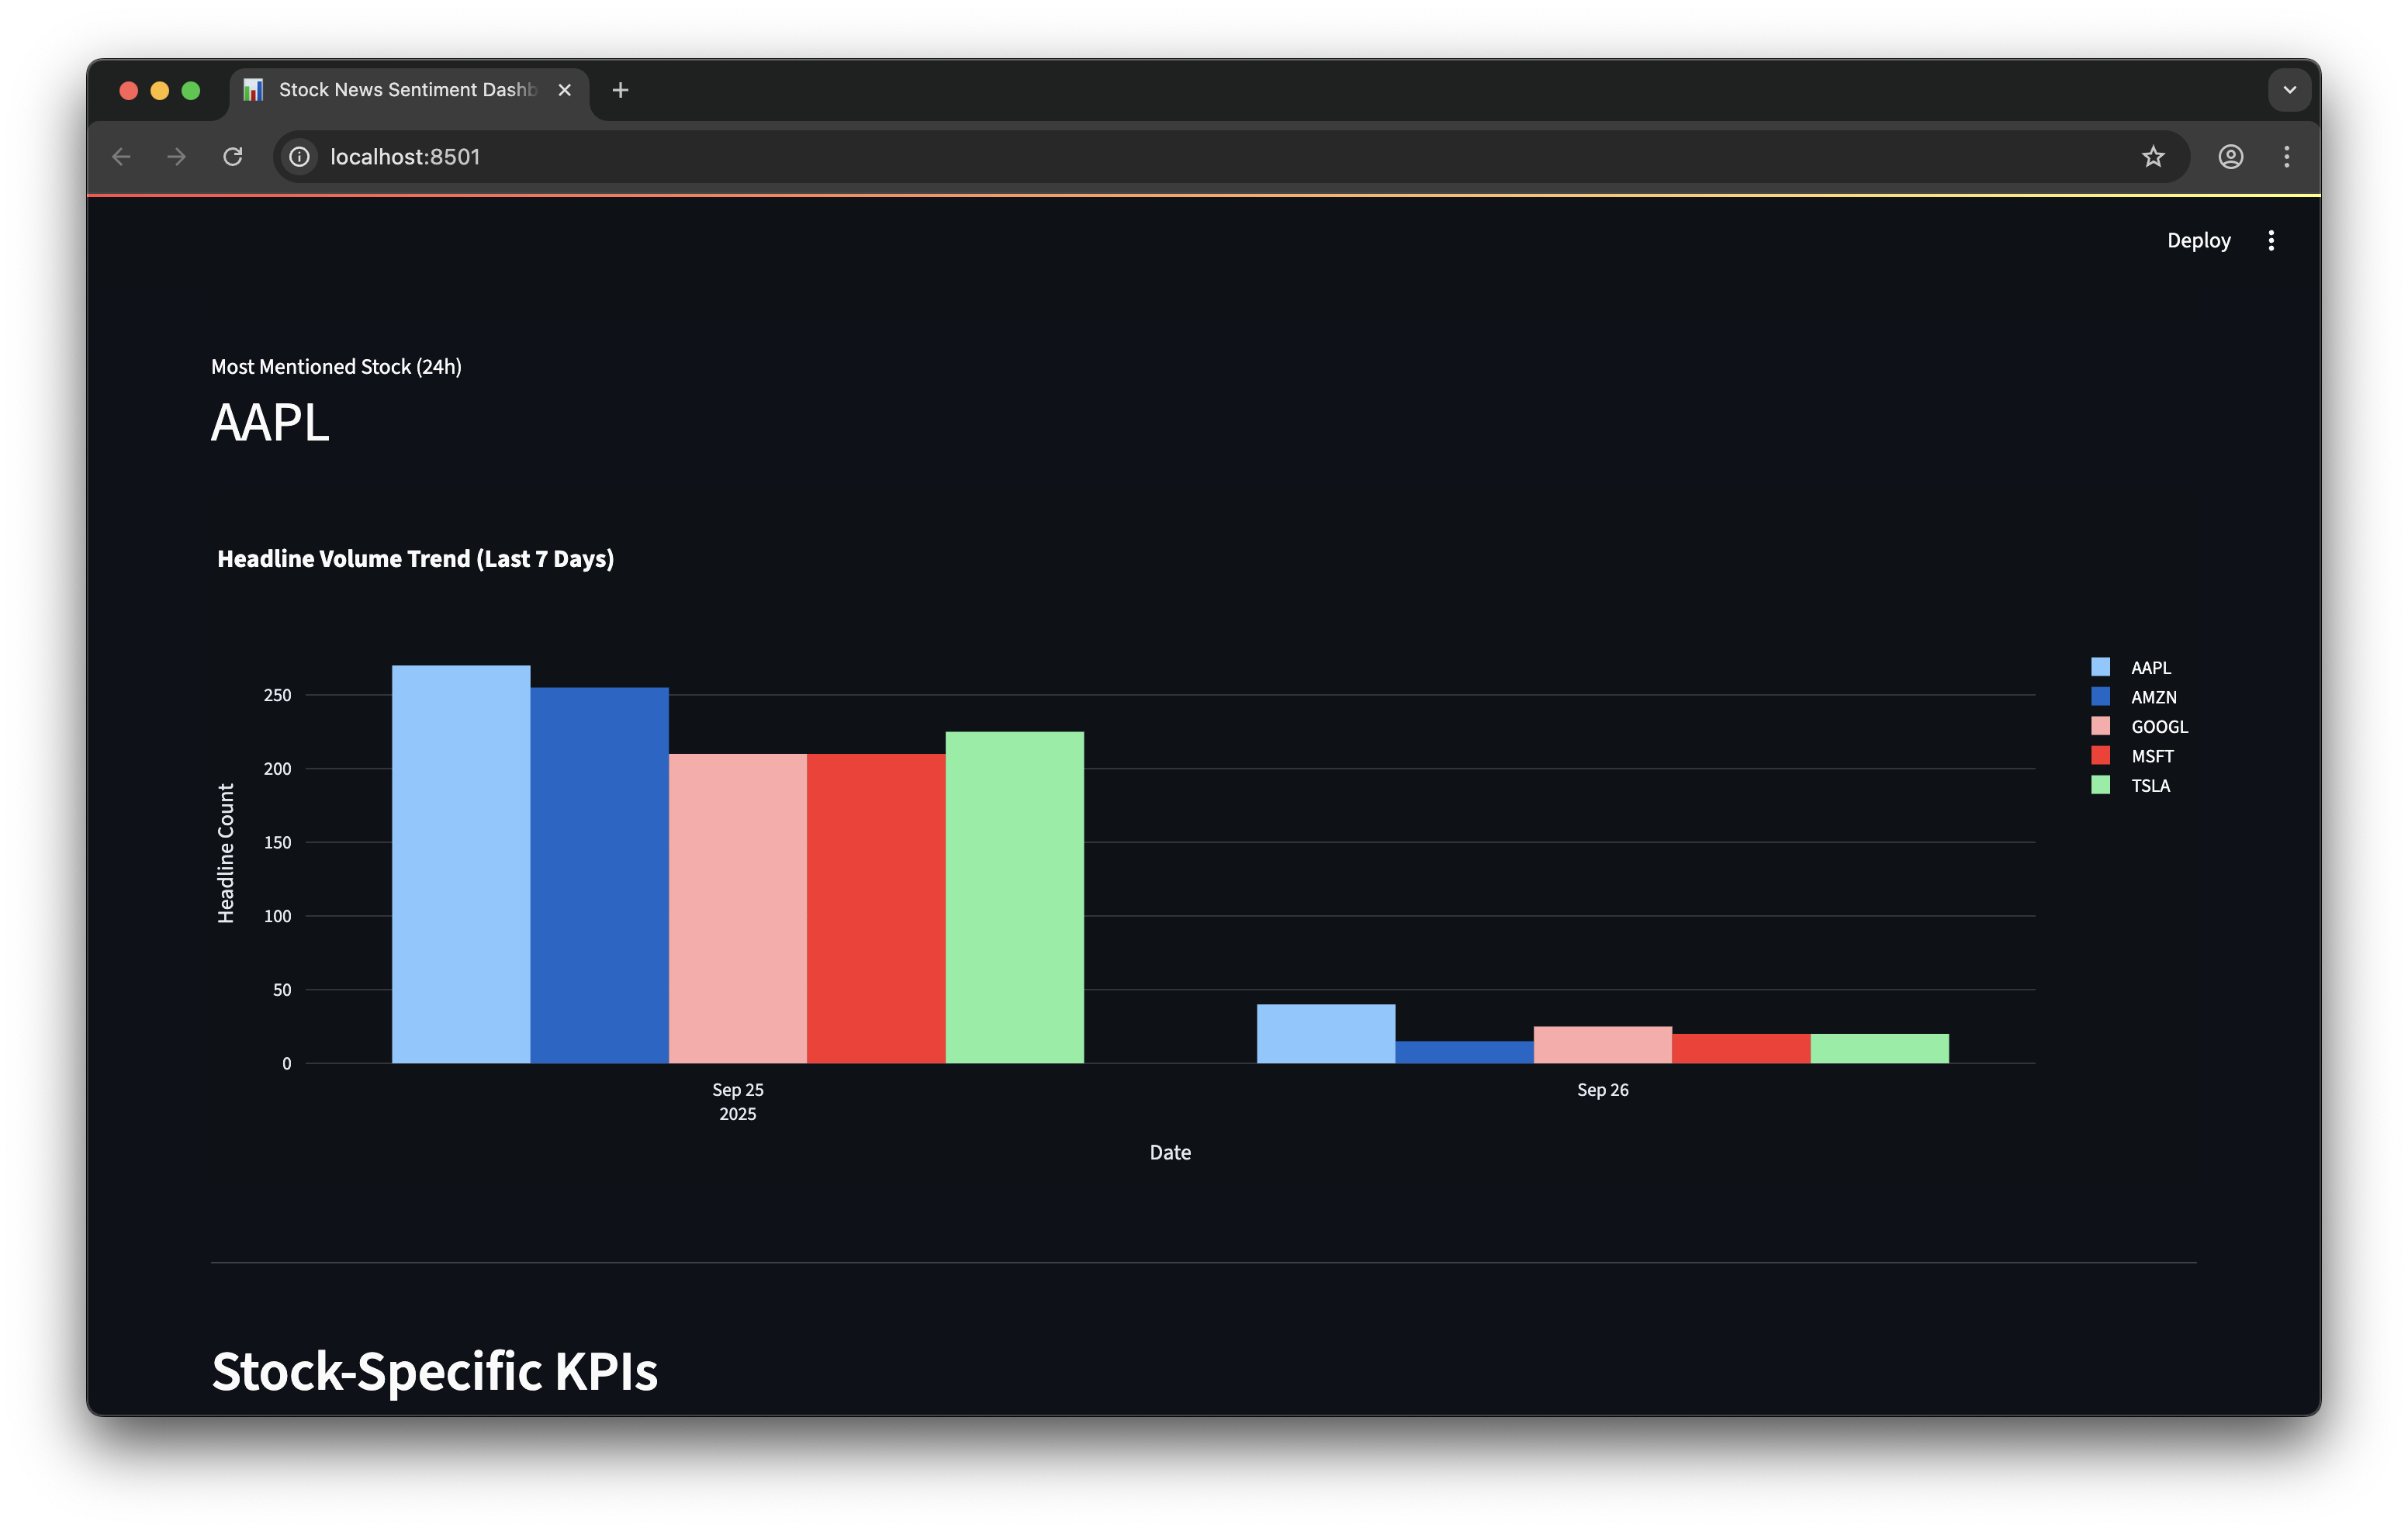 Stock News Sentiment Dashb
localhost:8501
Deploy
Most Mentioned Stock (24h)
AAPL
Headline Volume Trend (Last 7 Days)
250
200
150
100
50
0
Headline Count
Sep 25
2025
Sep 26
Date
AAPL
AMZN
GOOGL
MSFT
TSLA
Stock-Specific KPIs